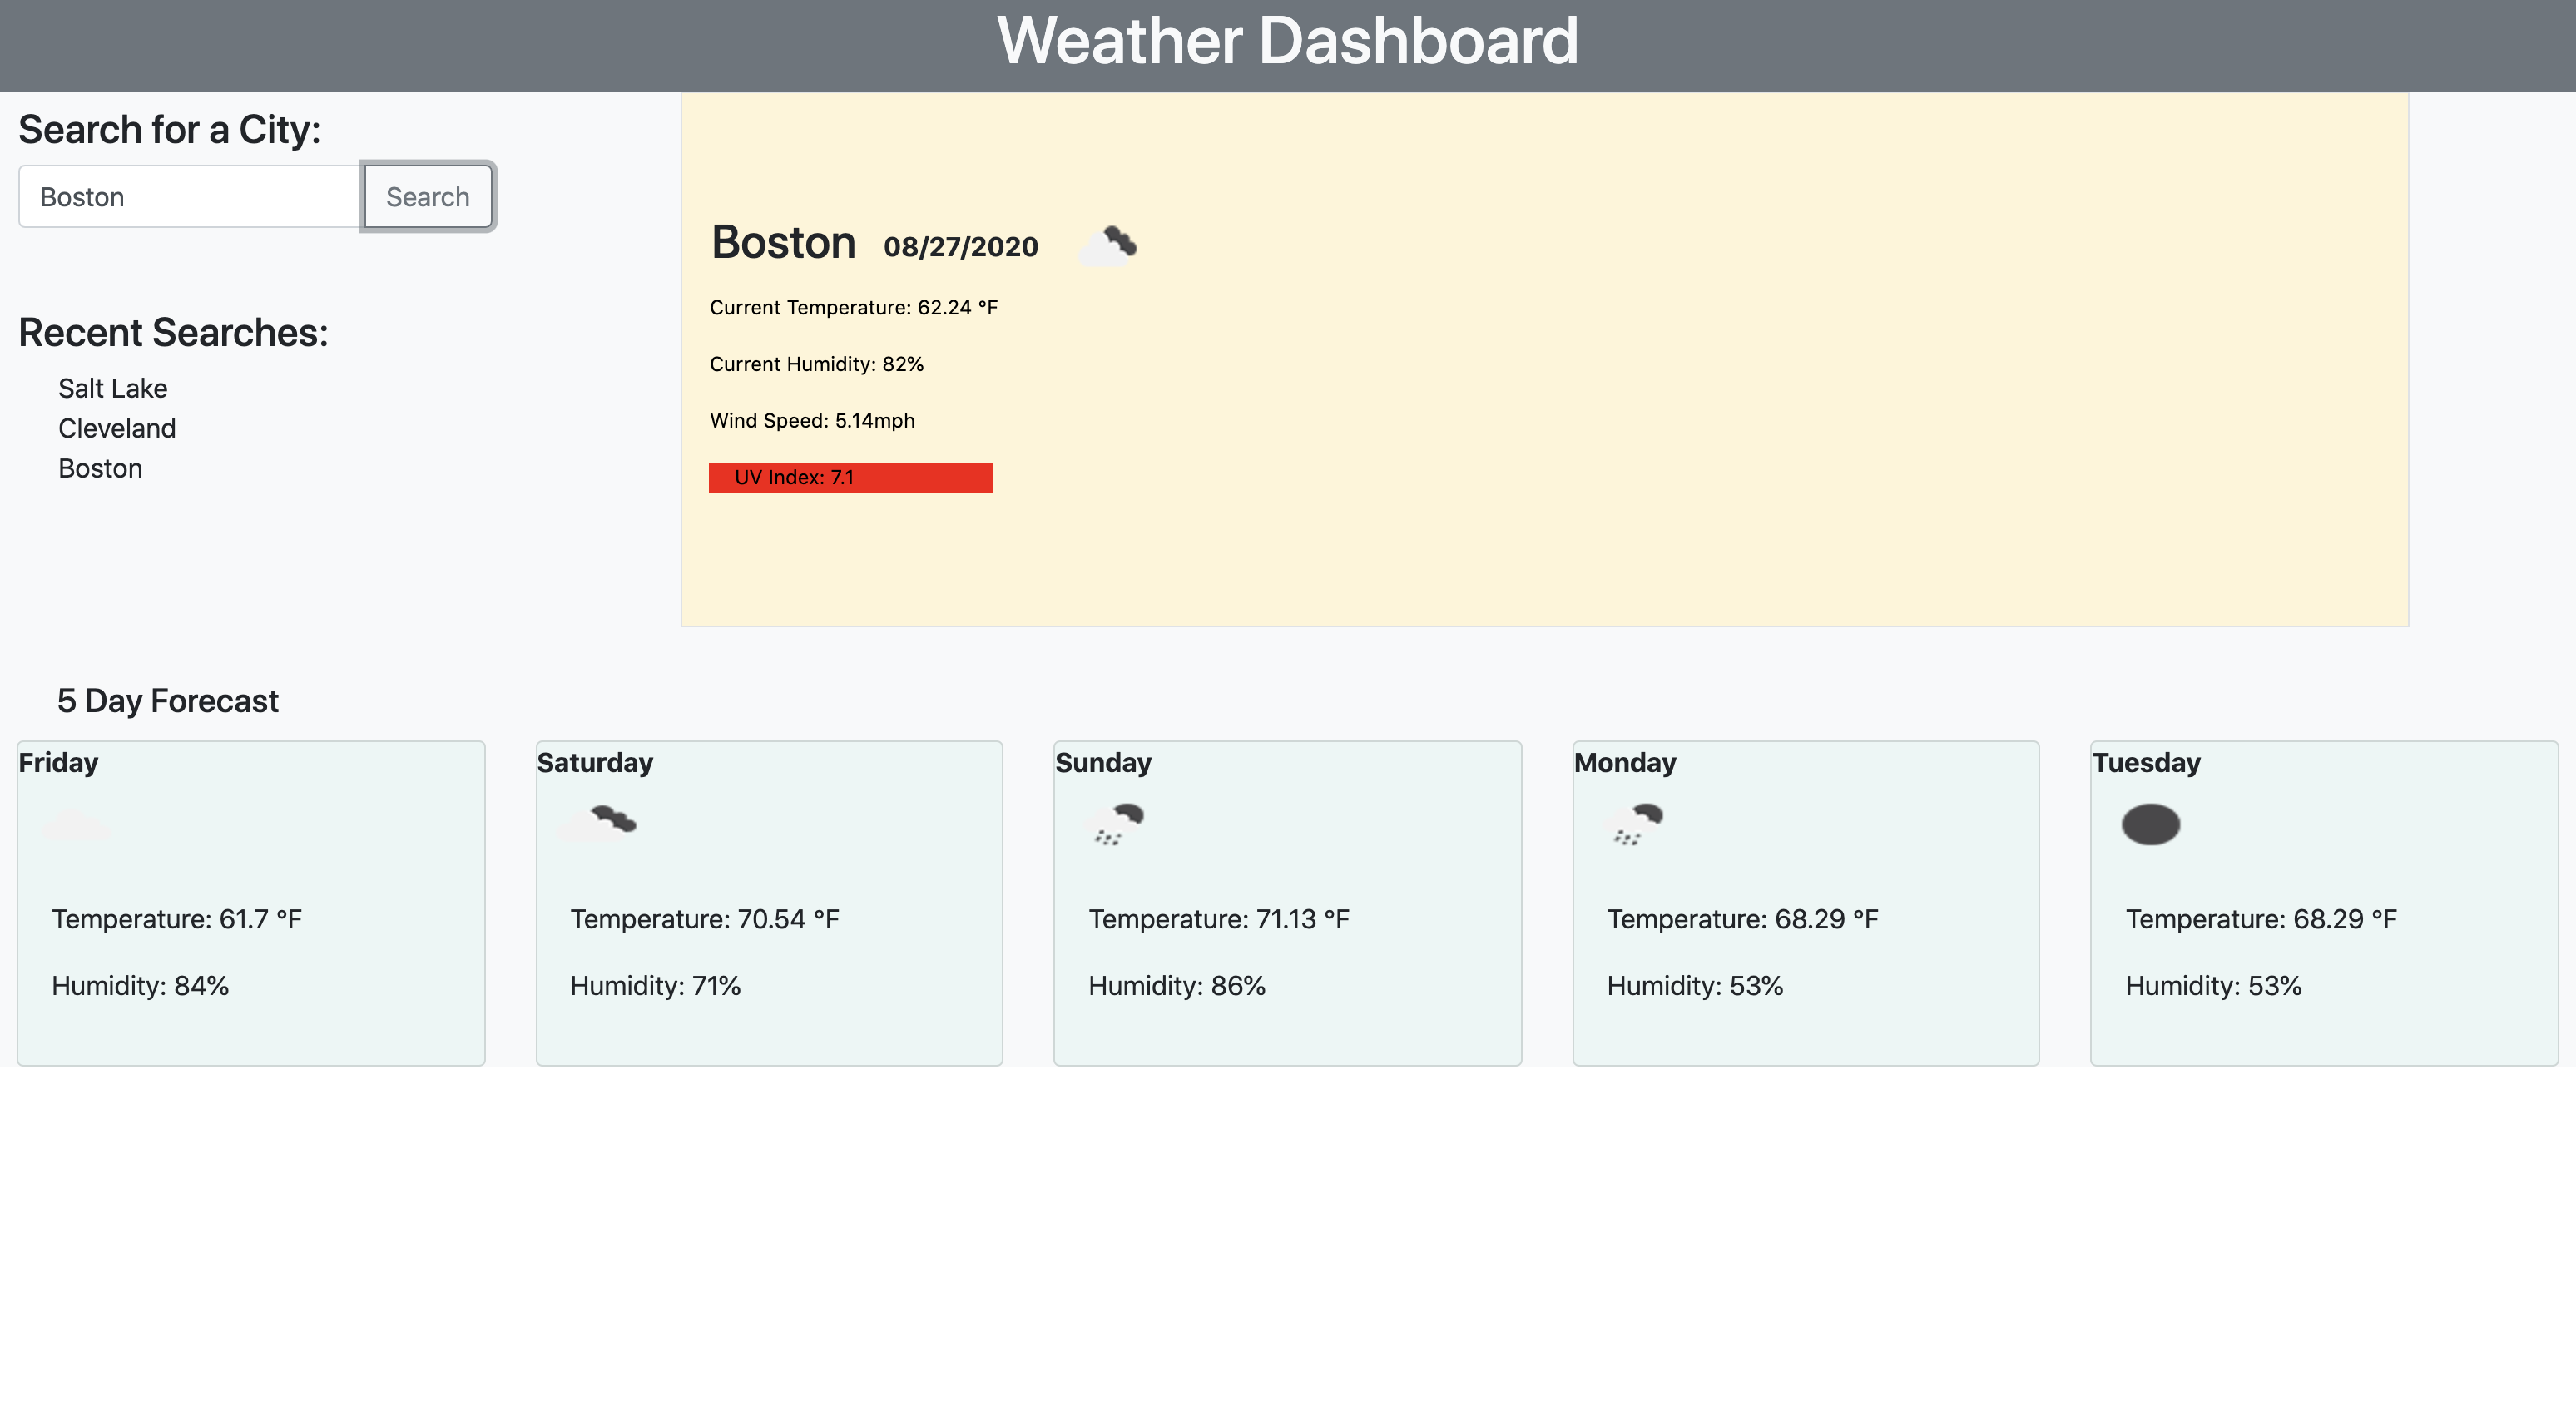 Weather Dashboard
Search for a City:
Boston
Search
Recent Searches:
Salt Lake
Cleveland
Boston
Boston 08/27/2020
Current Temperature: 62.24 °F
Current Humidity: 82%
Wind Speed: 5.14mph
UV Index: 7.1
5 Day Forecast
Friday
Temperature: 61.7 °F
Humidity: 84%
Saturday
Temperature: 70.54 °F
Humidity: 71%
Sunday
Temperature: 71.13 °F
Humidity: 86%
Monday
Temperature: 68.29 °F
Humidity: 53%
Tuesday
Temperature: 68.29 °F
Humidity: 53%